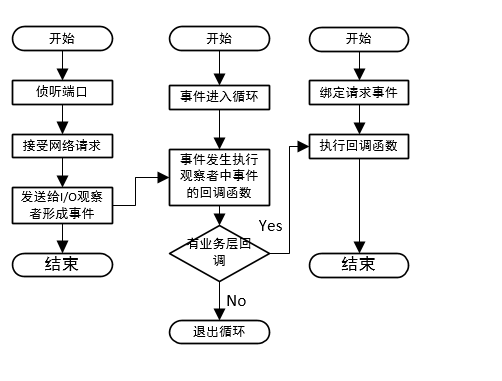 开始
侦听端口
接受网络请求
发送给I/O观察
者形成事件
结束
开始
事件进入循环
事件发生执行
观察者中事件
的回调函数
有业务层回
调
Yes
No
退出循环
开始
绑定请求事件
执行回调函数
结束